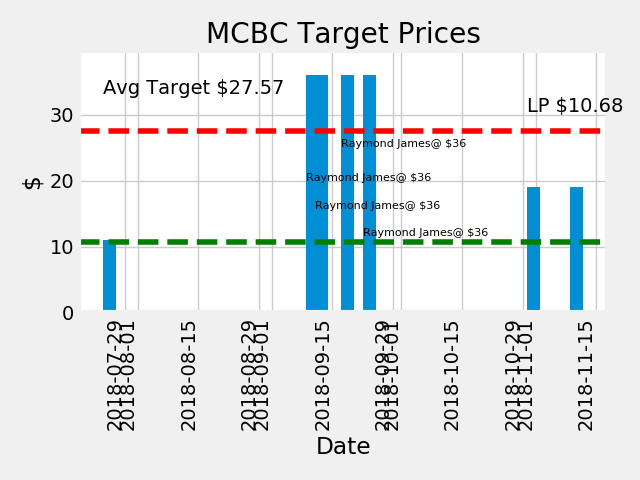 MCBC Target Prices
Avg Target $27.57
LP $10.68
Raymond James@ $36
Raymond James@ $36
Raymond James@ $36
Raymond James@ $36
$
30
20
10
0
2018-07-29
2018-08-01
2018-08-15
2018-08-29
2018-09-01
2018-09-15
2018-09-29
2018-10-01
2018-10-15
2018-10-29
2018-11-01
2018-11-15
Date